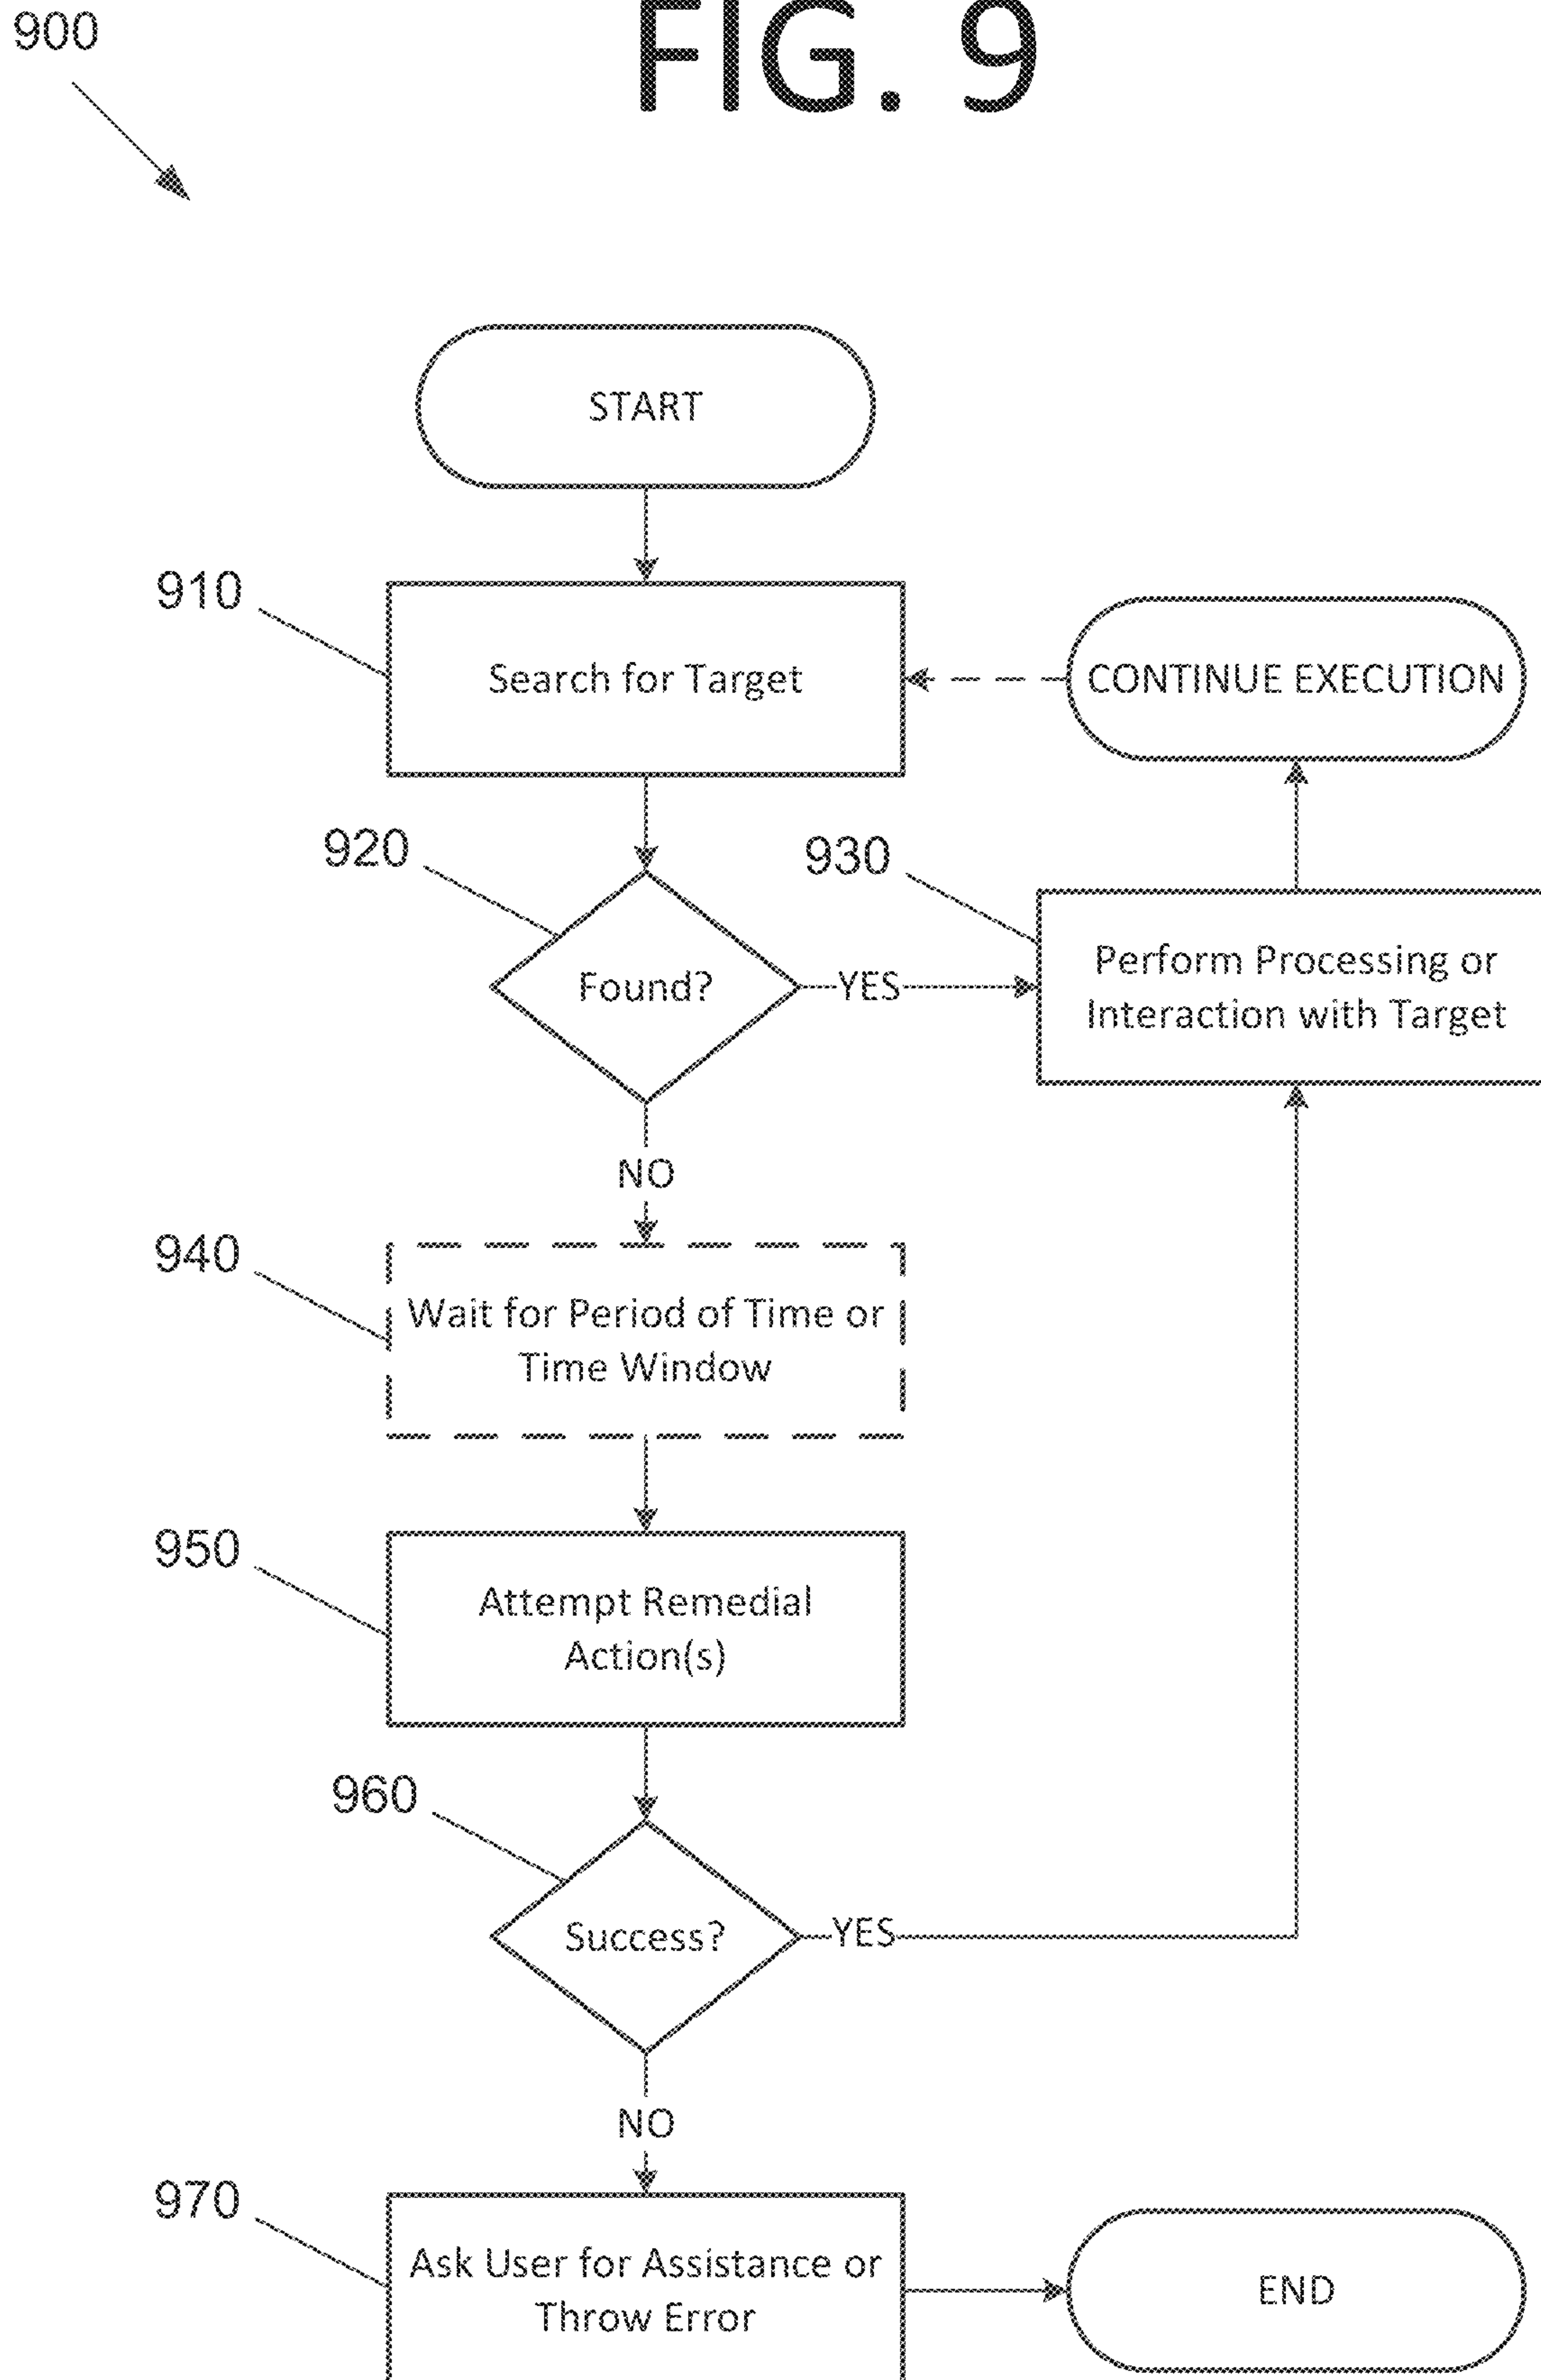 900
FIG. 9
START
910
Search for Target
CONTINUE EXECUTION
920
930
Found?
YES
Perform Processing or
Interaction with Target
NO
940
Wait for Period of Time or
Time Window
950
Attempt Remedial
Action(s)
960
Success?
YES
NO
970
Ask User for Assistance or
Throw Error
END